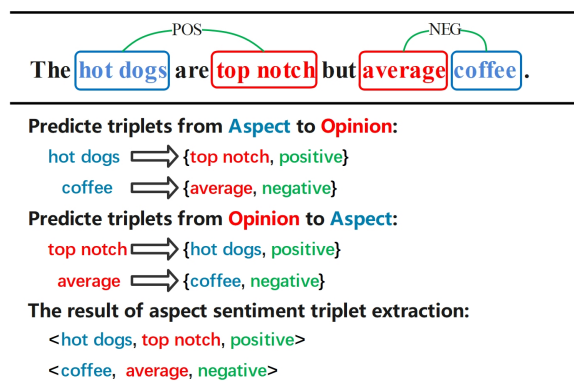 POS NEG
The hot dogs are top notch but average coffee .
Predicte triplets from Aspect to Opinion:
hot dogs {top notch, positive}
coffee {average, negative}
Predicte triplets from Opinion to Aspect:
top notch {hot dogs, positive}
average {coffee, negative}
The result of aspect sentiment triplet extraction:
<hot dogs, top notch, positive>
<coffee, average, negative>